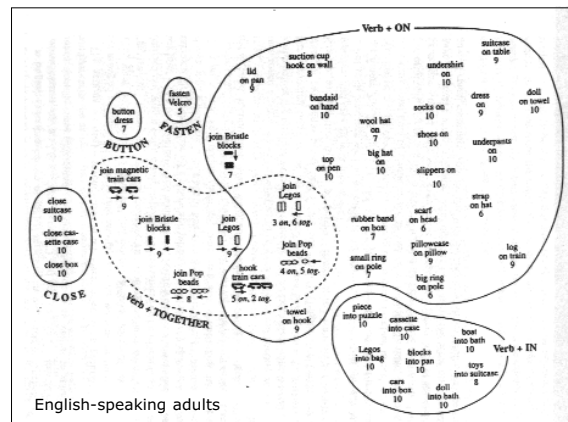 Verb + ON
suitcase
on table
9
suction cup
hook on wall
8
lid
on pan
9
undershirt
on
10
fasten
Velcro
5
FASTEN
button
dress
7
BUTTON
bandaid
on hand
10
socks on
10
dress
on
9
doll
on towel
10
wool hat
on
7
shoes on
10
join Bristle
blocks
7
big hat
on
10
underpants
on
10
top
on pen
10
slippers on
10
join magnetic
train cars
9
join
Legos
3 on, 6 tog.
strap
on hat
6
close
suitcase
10
close cas-
sette case
10
close box
10
CLOSE
join Bristle
blocks
9
join
Legos
9
rubber band
on box
7
scarf
on head
6
join Pop
beads
4 on, 5 tog.
pillowcase
on pillow
9
log
on train
9
join Pop
beads
8
hook
train cars
5 on, 2 tog.
small ring
on pole
7
big ring
on pole
6
Verb + TOGETHER
towel
on hook
9
piece
into puzzle
10
cassette
into case
10
boat
into bath
10
Verb + IN
Legos
into bag
10
blocks
into pan
10
toys
into suitcase
8
cars
into box
10
doll
into bath
10
English-speaking adults